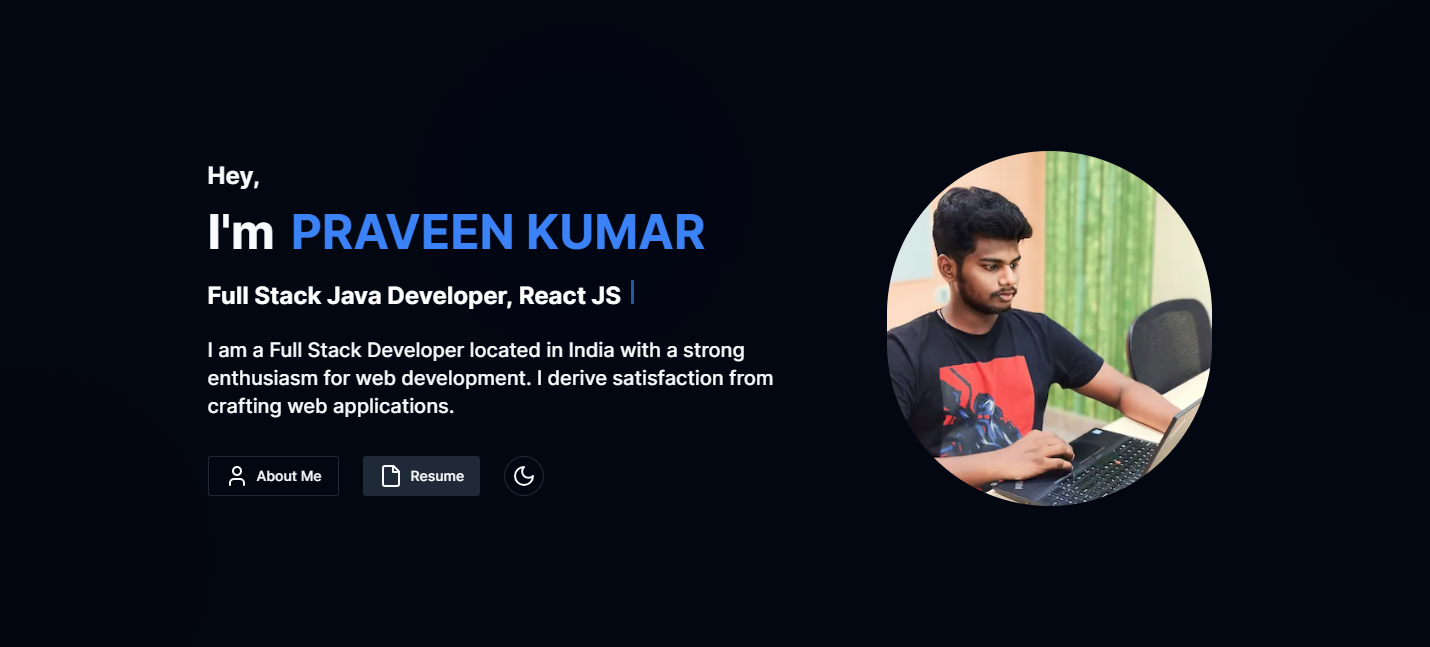 Hey,
I'm PRAVEEN KUMAR
Full Stack Java Developer, React JS
I am a Full Stack Developer located in India with a strong
enthusiasm for web development. I derive satisfaction from
crafting web applications.
About Me
Resume